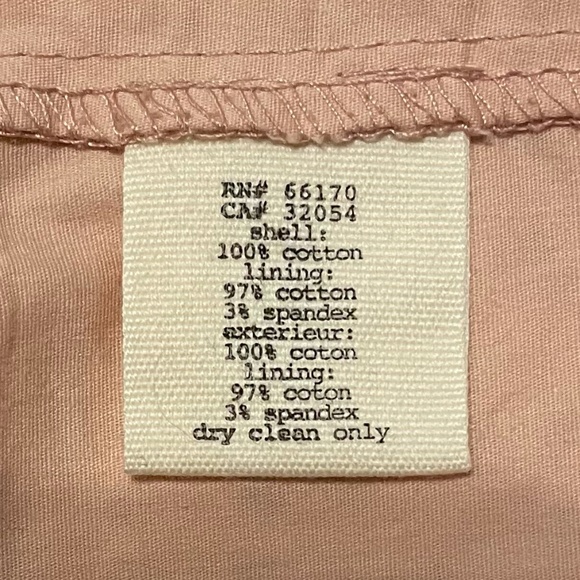 RN# 66170
CA# 32054
shell:
100% cotton
lining:
97% cotton
3% spandex
exterieur:
100% coton
lining:
97% coton
3% spandex
dry clean only